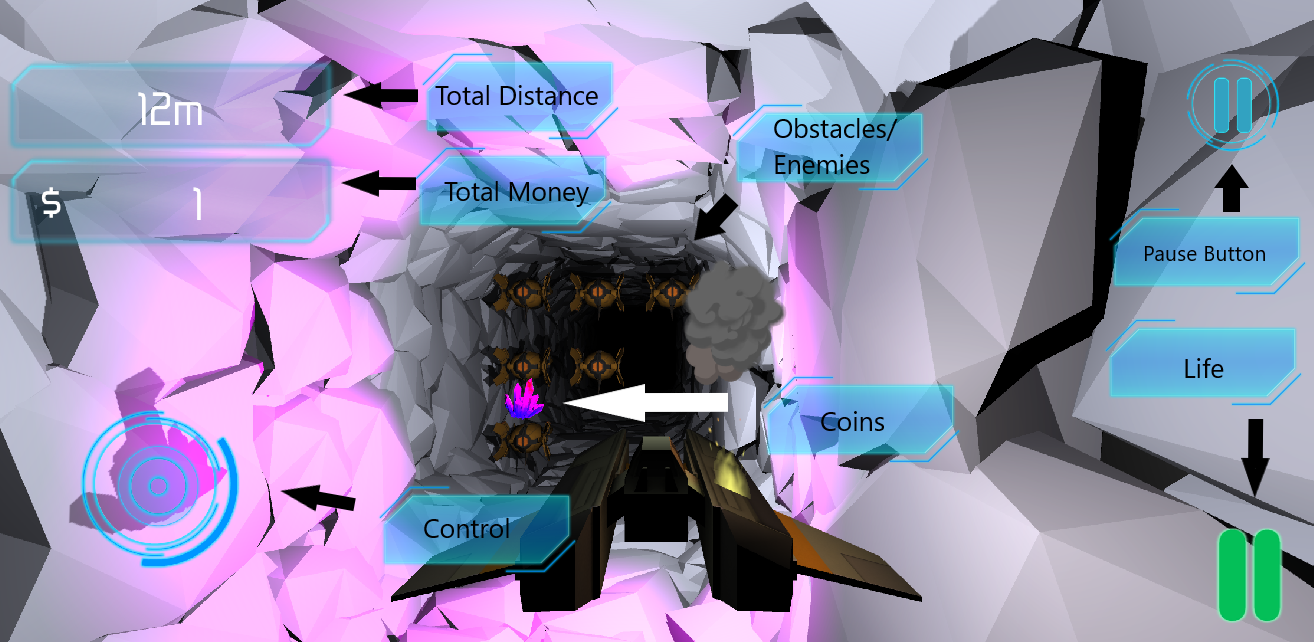 12m
Total Distance
$ 1
Total Money
Obstacles/
Enemies
Pause Button
Life
Coins
Control